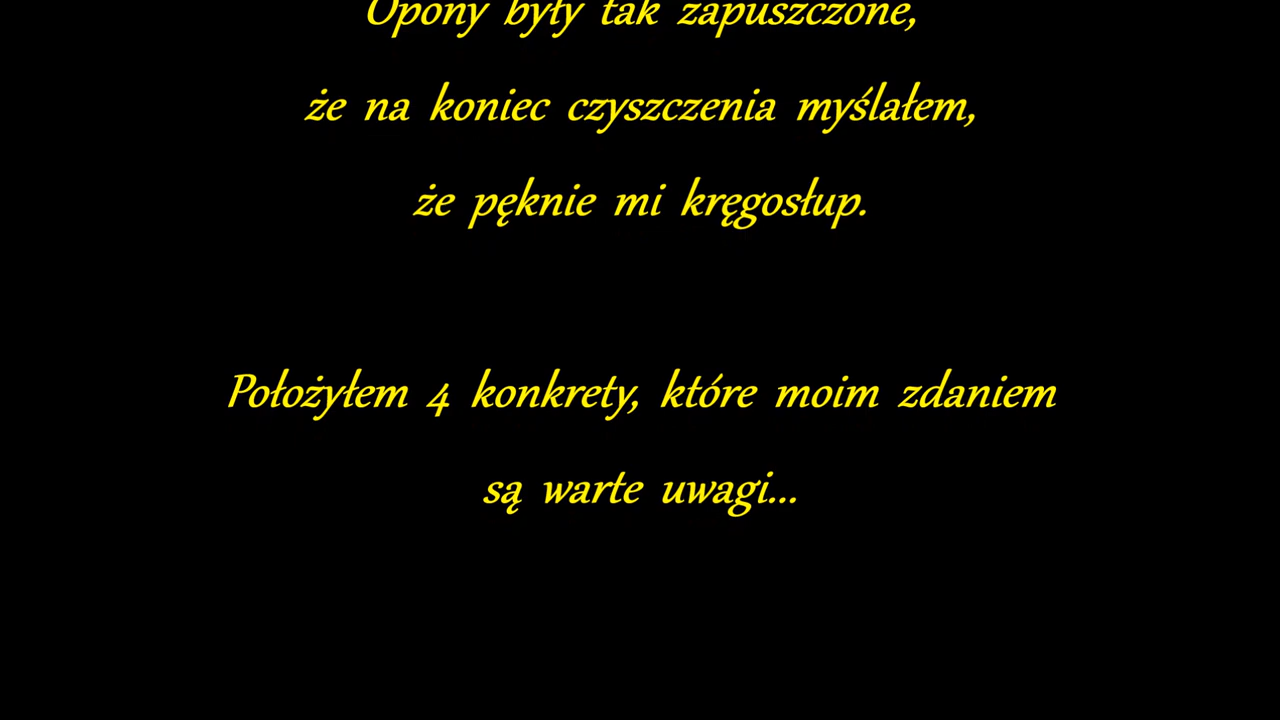 Opony były tak zapuszczone,
że na koniec czyszczenia myślałem,
że pęknie mi kręgosłup.
Położyłem 4 konkrety, które moim zdaniem
są warte uwagi...